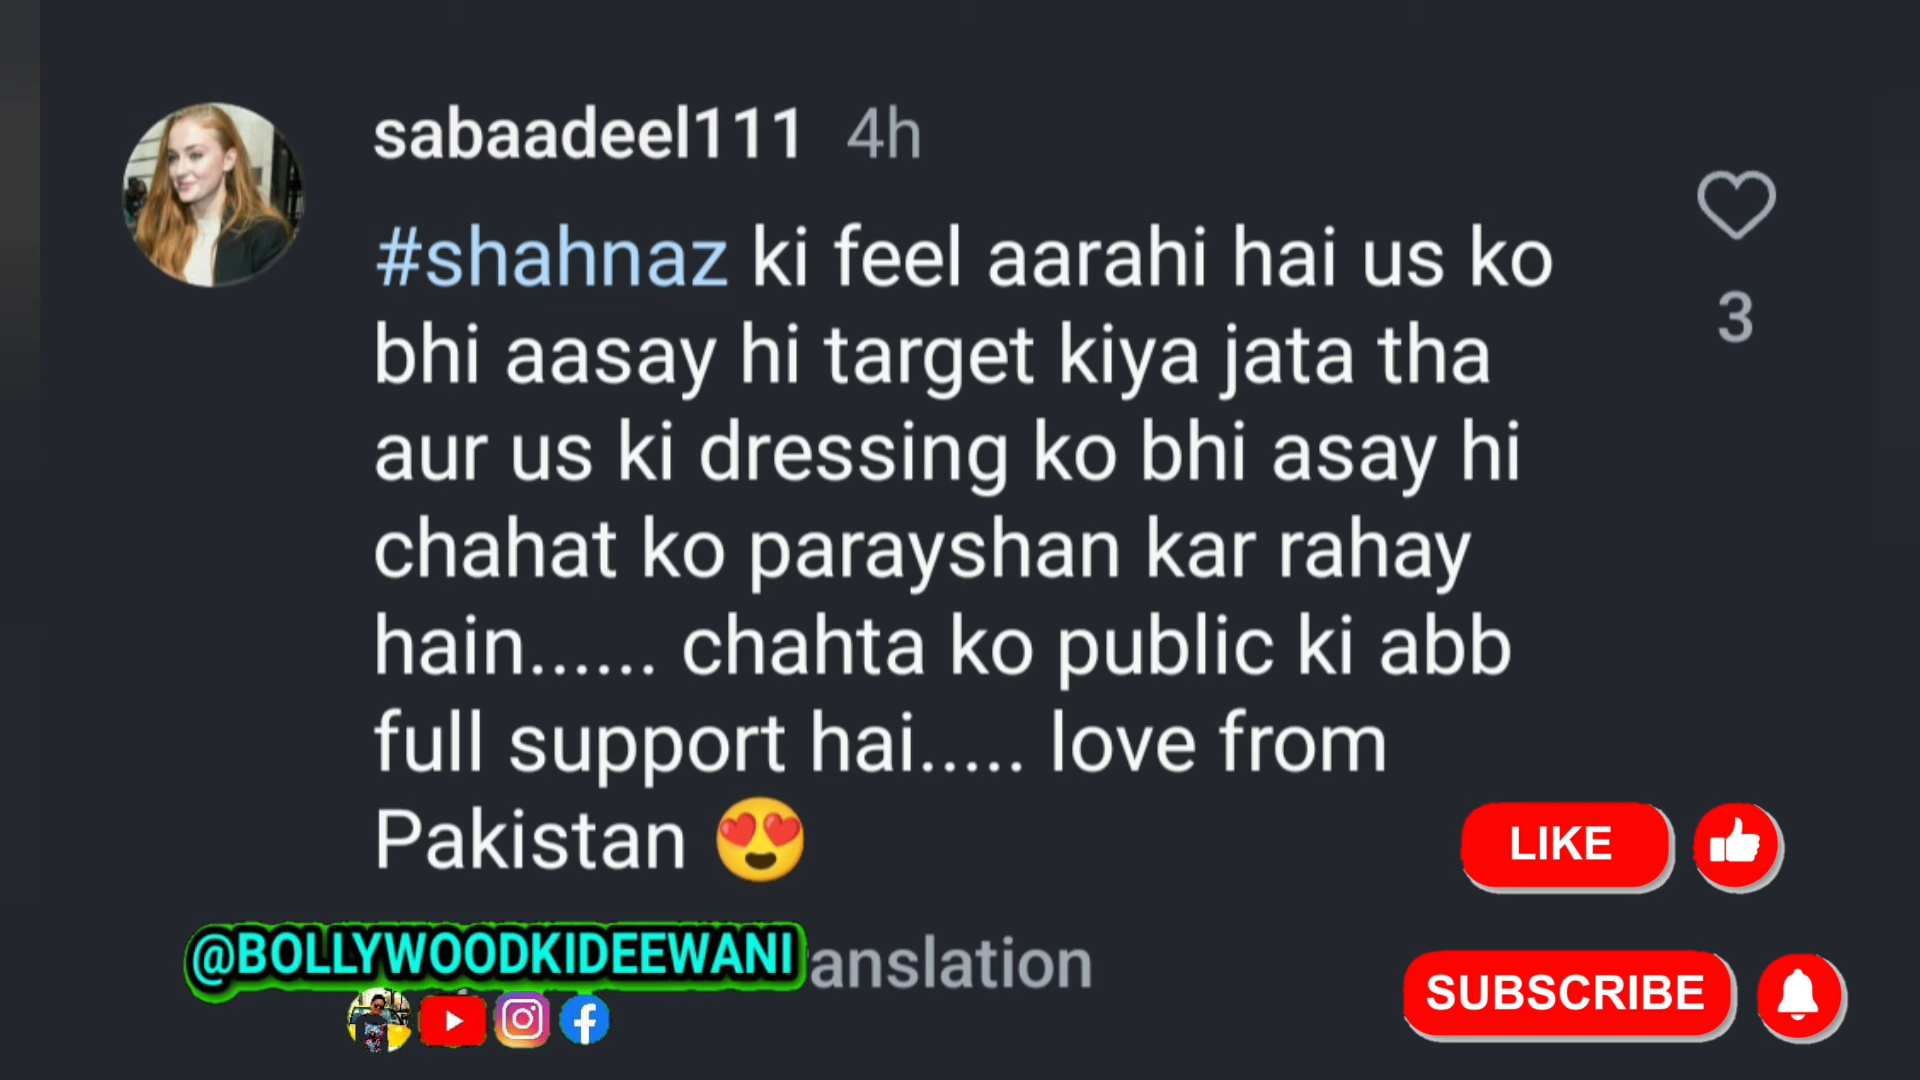 sabaadeel111 4h
#shahnaz ki feel aarahi hai us ko
bhi aasay hi target kiya jata tha
aur us ki dressing ko bhi asay hi
chahat ko parayshan kar rahay
hain...... chahta ko public ki abb
full support hai..... love from
Pakistan 😍
3
LIKE
@BOLLYWOODKIDEEWANI anslation
SUBSCRIBE